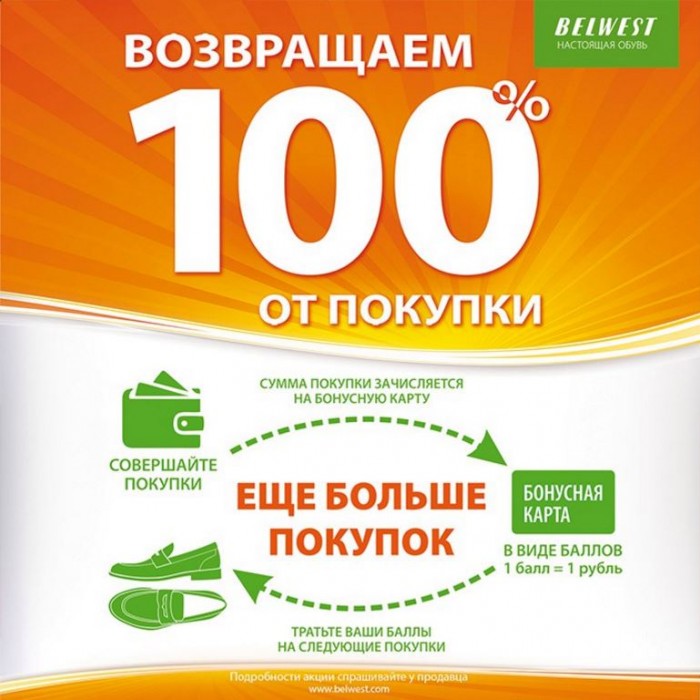 BELWEST
НАСТОЯЩАЯ ОБУВЬ
ВОЗВРАЩАЕМ
100%
ОТ ПОКУПКИ
СУММА ПОКУПКИ ЗАЧИСЛЯЕТСЯ
НА БОНУСНУЮ КАРТУ
СОВЕРШАЙТЕ
ПОКУПКИ
ЕЩЕ БОЛЬШЕ
ПОКУПОК
БОНУСНАЯ
КАРТА
В ВИДЕ БАЛЛОВ
1 балл = 1 рубль
ТРАТЬТЕ ВАШИ БАЛЛЫ
НА СЛЕДУЮЩИЕ ПОКУПКИ
Подробности акции спрашивайте у продавца
www.belwest.com